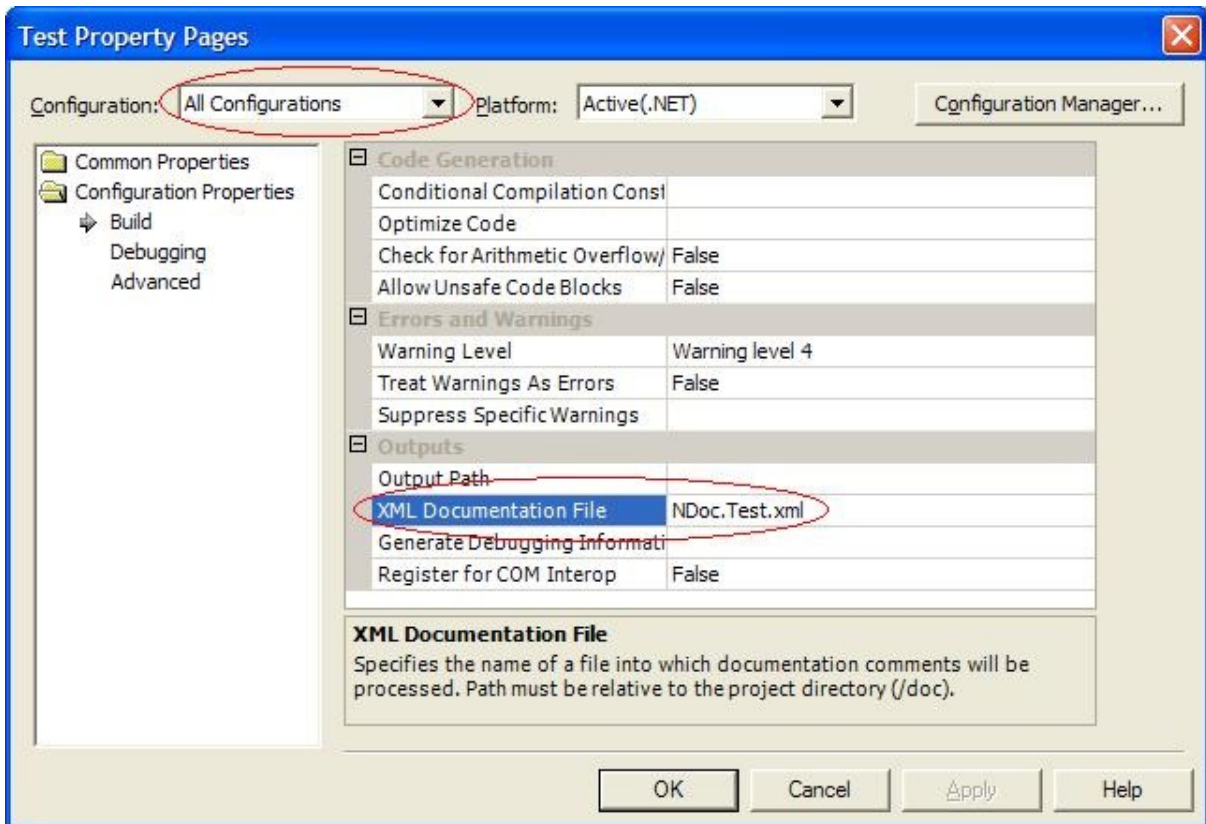 Test Property Pages
Configuration: All Configurations Platform: Active(.NET) Configuration Manager...
Common Properties
Configuration Properties
Build
Debugging
Advanced
Code Generation
Conditional Compilation Const
Optimize Code
Check for Arithmetic Overflow/ False
Allow Unsafe Code Blocks False
Errors and Warnings
Warning Level Warning level 4
Treat Warnings As Errors False
Suppress Specific Warnings
Outputs
Output Path
XML Documentation File NDoc.Test.xml
Generate Debugging Informati
Register for COM Interop False
XML Documentation File
Specifies the name of a file into which documentation comments will be
processed. Path must be relative to the project directory (/doc).
OK Cancel Apply Help